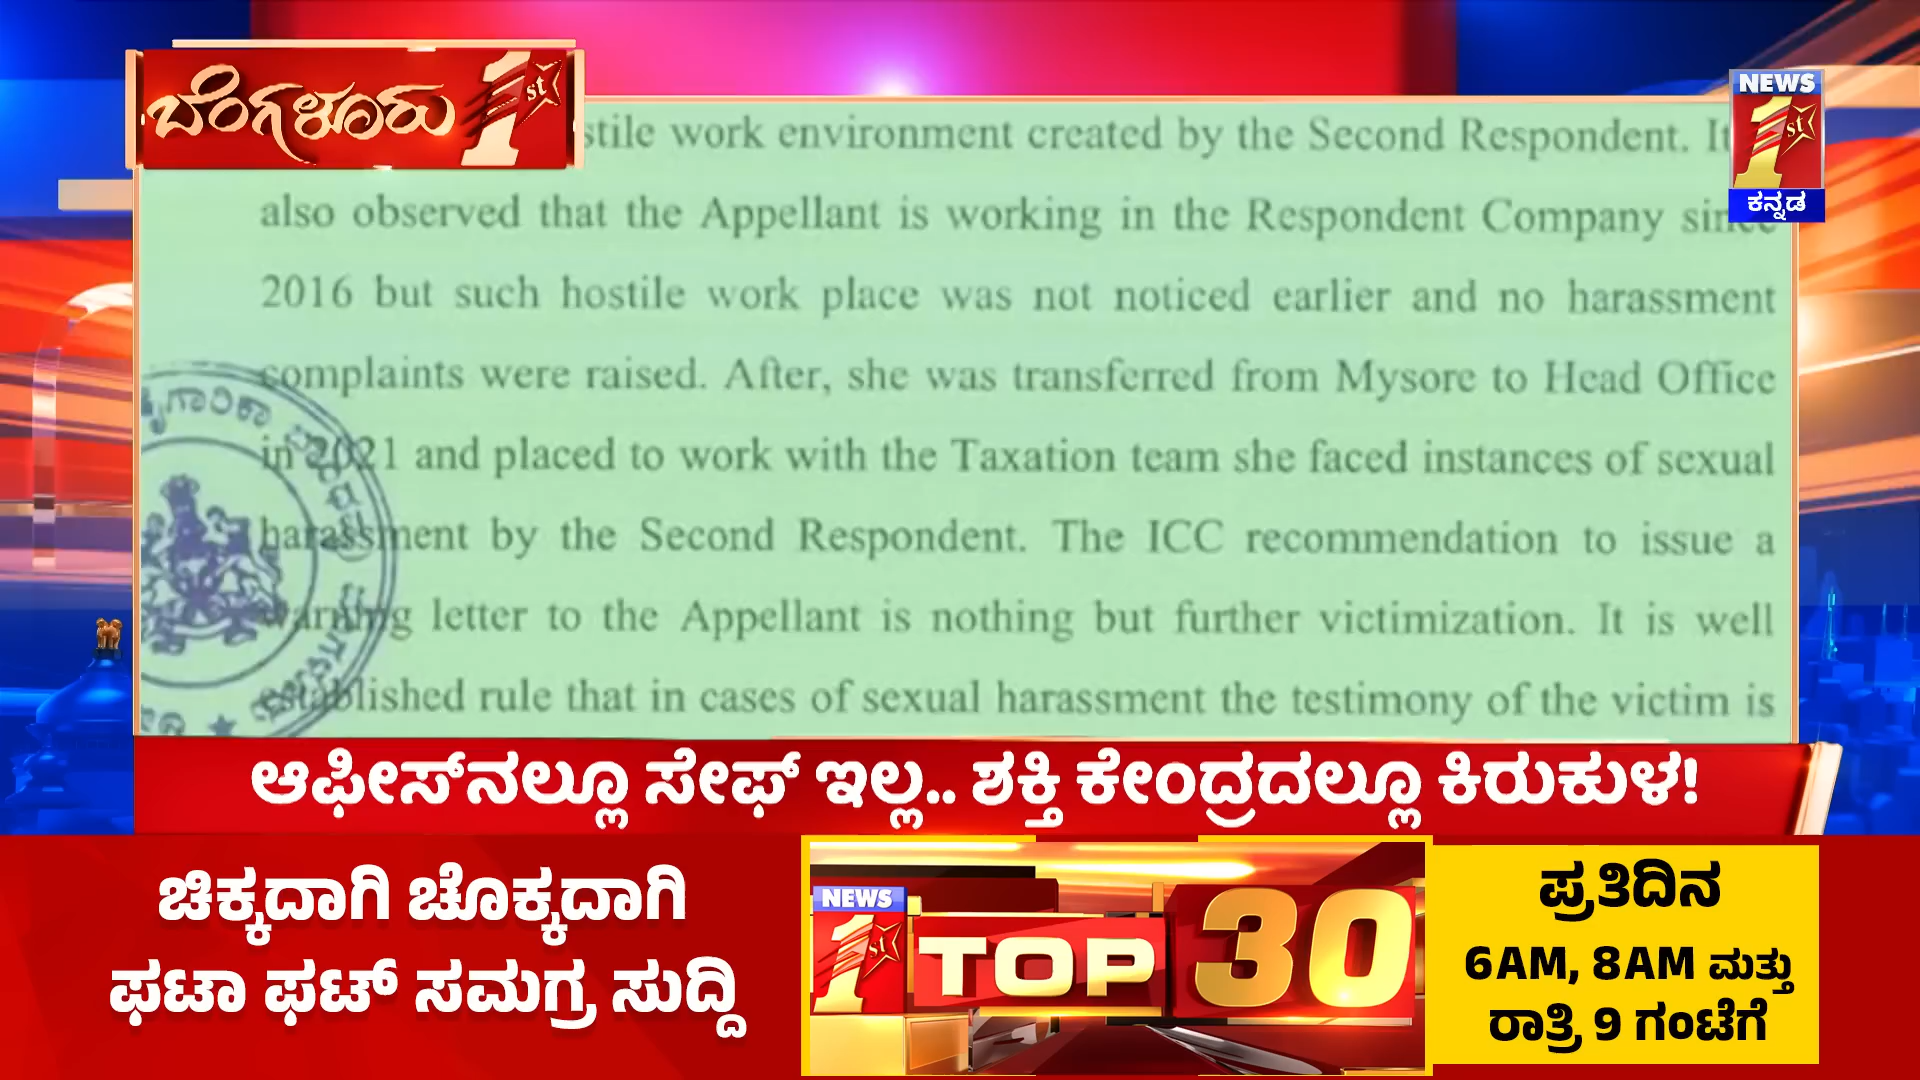 ಬೆಂಗಳೂರು 1st
NEWS
1st
ಕನ್ನಡ
stile work environment created by the Second Respondent. It
also observed that the Appellant is working in the Respondent Company since
2016 but such hostile work place was not noticed earlier and no harassment
complaints were raised. After, she was transferred from Mysore to Head Office
in 2021 and placed to work with the Taxation team she faced instances of sexual
harassment by the Second Respondent. The ICC recommendation to issue a
warning letter to the Appellant is nothing but further victimization. It is well
established rule that in cases of sexual harassment the testimony of the victim is
ಆಫೀಸ್‌ನಲ್ಲೂ ಸೇಫ್ ಇಲ್ಲ.. ಶಕ್ತಿ ಕೇಂದ್ರದಲ್ಲೂ ಕಿರುಕುಳ!
ಚಿಕ್ಕದಾಗಿ ಚೊಕ್ಕದಾಗಿ
ಫಟಾ ಫಟ್ ಸಮಗ್ರ ಸುದ್ದಿ
NEWS
1st TOP 30
ಪ್ರತಿದಿನ
6AM, 8AM ಮತ್ತು
ರಾತ್ರಿ 9 ಗಂಟೆಗೆ